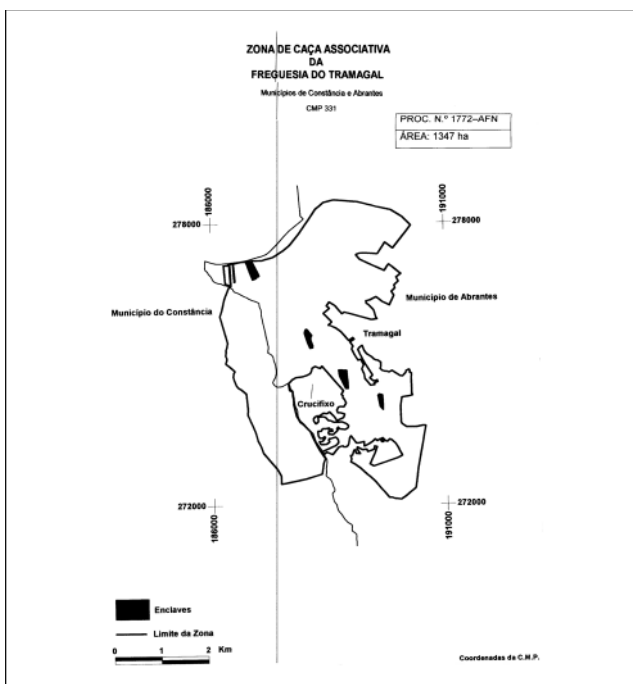 ZONA DE CAÇA ASSOCIATIVA
DA
FREGUESIA DO TRAMAGAL
Municípios de Constância e Abrantes
CMP 331
PROC. N.º 1772–AFN
ÁREA: 1347 ha
186000
191000
278000
278000
Município de Abrantes
Município do Constância
Tramagal
Crucifixo
272000
272000
186000
191000
Enclaves
Limite da Zona
0 1 2 Km
Coordenadas da C.M.P.